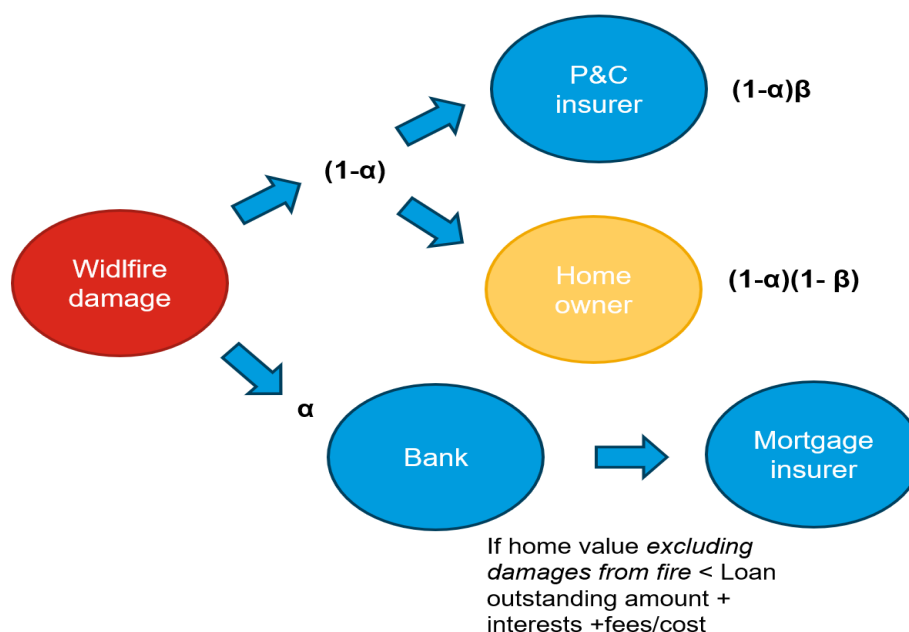 P&C
insurer
(1-α)β
(1-α)
Widlfire
damage
Home
owner
(1-α)(1- β)
α
Bank
Mortgage
insurer
If home value excluding
damages from fire < Loan
outstanding amount +
interests +fees/cost